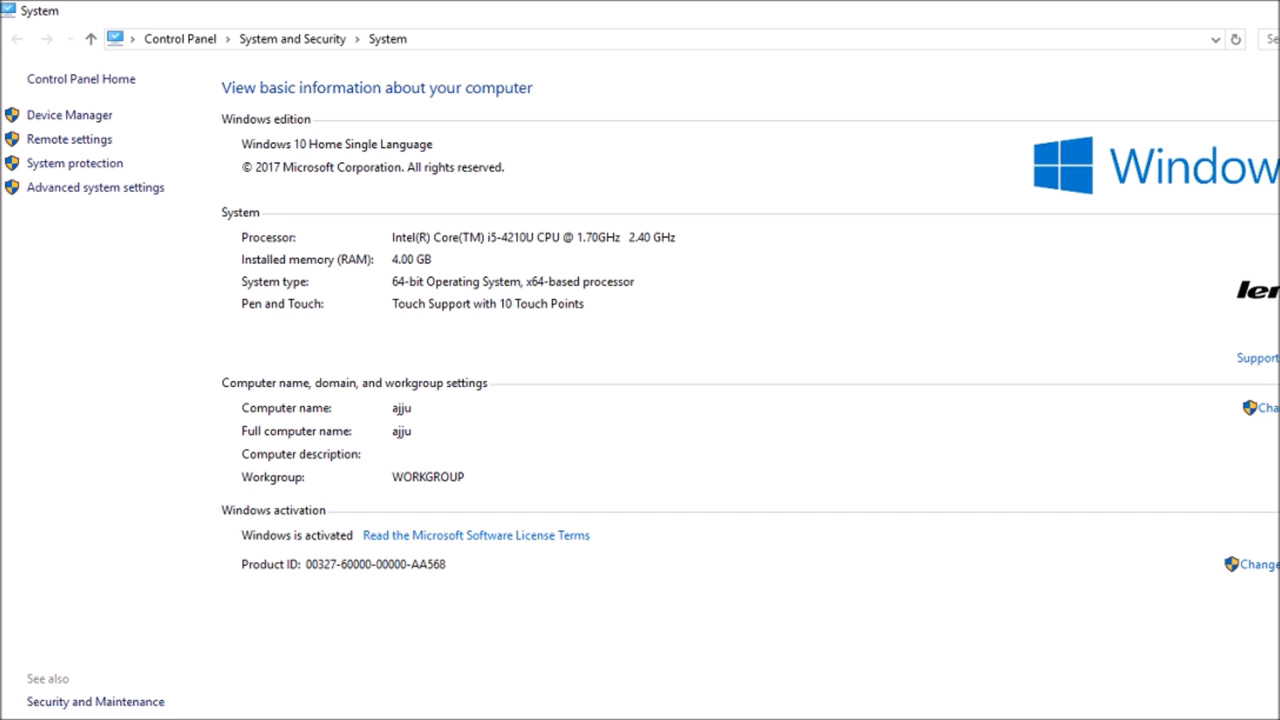 System
Control Panel > System and Security > System
Control Panel Home
Device Manager
Remote settings
System protection
Advanced system settings
View basic information about your computer
Windows edition
Windows 10 Home Single Language
© 2017 Microsoft Corporation. All rights reserved.
Window
System
Processor: Intel(R) Core(TM) i5-4210U CPU @ 1.70GHz 2.40 GHz
Installed memory (RAM): 4.00 GB
System type: 64-bit Operating System, x64-based processor
Pen and Touch: Touch Support with 10 Touch Points
len
Support
Computer name, domain, and workgroup settings
Computer name: ajju
Cha
Full computer name: ajju
Computer description:
Workgroup: WORKGROUP
Windows activation
Windows is activated Read the Microsoft Software License Terms
Product ID: 00327-60000-00000-AA568
Change
See also
Security and Maintenance